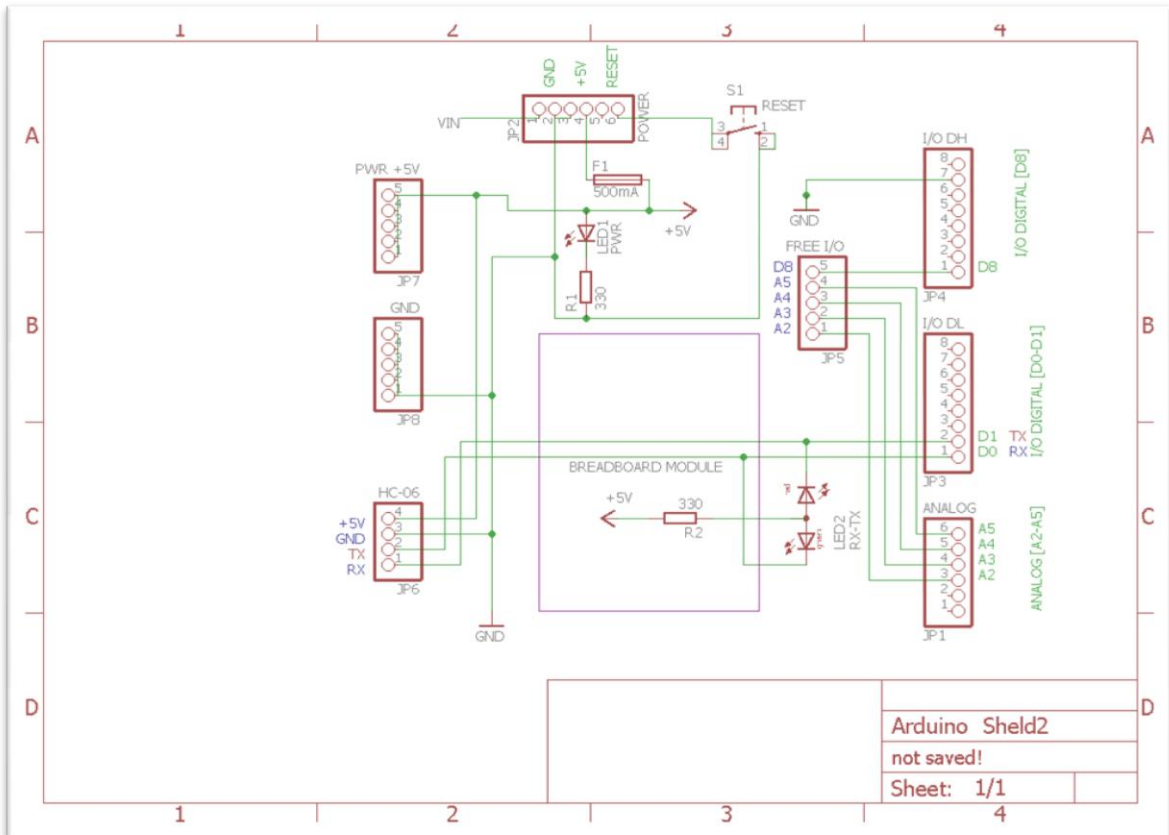 1 2 3 4
GND
+5V
RESET
S1
RESET
A
VIN
JP2
1 2 3 4 5 6
POWER
3 1
4 2
A
I/O DH
8
7
6
5
4
3
2
1
D8
JP4
I/O DIGITAL [D8]
F1
500mA
PWR +5V
5
4
3
2
1
JP7
GND
+5V
LED1
PWR
R1
330
FREE I/O
D8 5
A5 4
A4 3
A3 2
A2 1
JP5
B
B
GND
5
4
3
2
1
JP8
I/O DL
8
7
6
5
4
3
2 D1 TX
1 D0 RX
JP3
I/O DIGITAL [D0-D1]
BREADBOARD MODULE
+5V
330
R2
LED2
RX-TX
C
C
HC-06
+5V 4
GND 3
TX 2
RX 1
JP6
ANALOG
6 A5
5 A4
4 A3
3 A2
2
1
JP1
ANALOG [A2-A5]
GND
D
D
Arduino Sheld2
not saved!
Sheet: 1/1
1 2 3 4